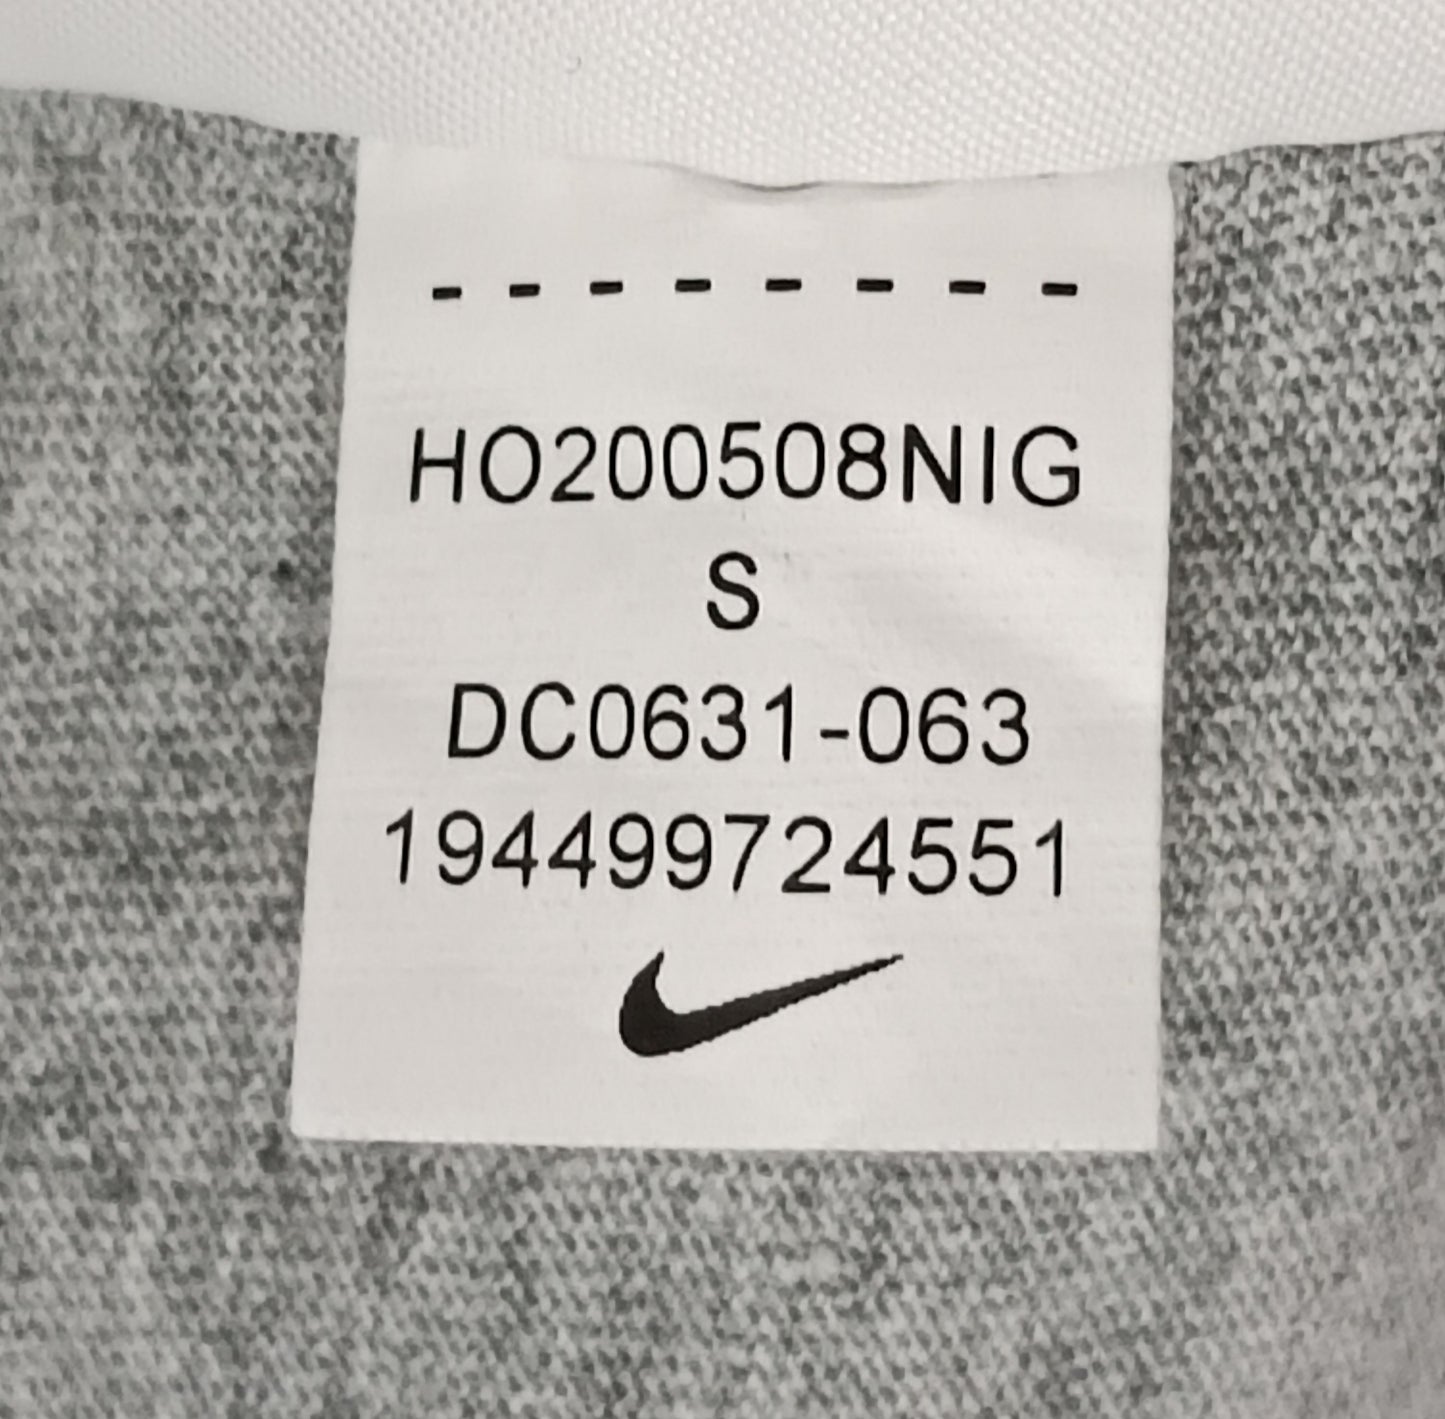 - - - - - - - -
HO200508NIG
S
DC0631-063
194499724551